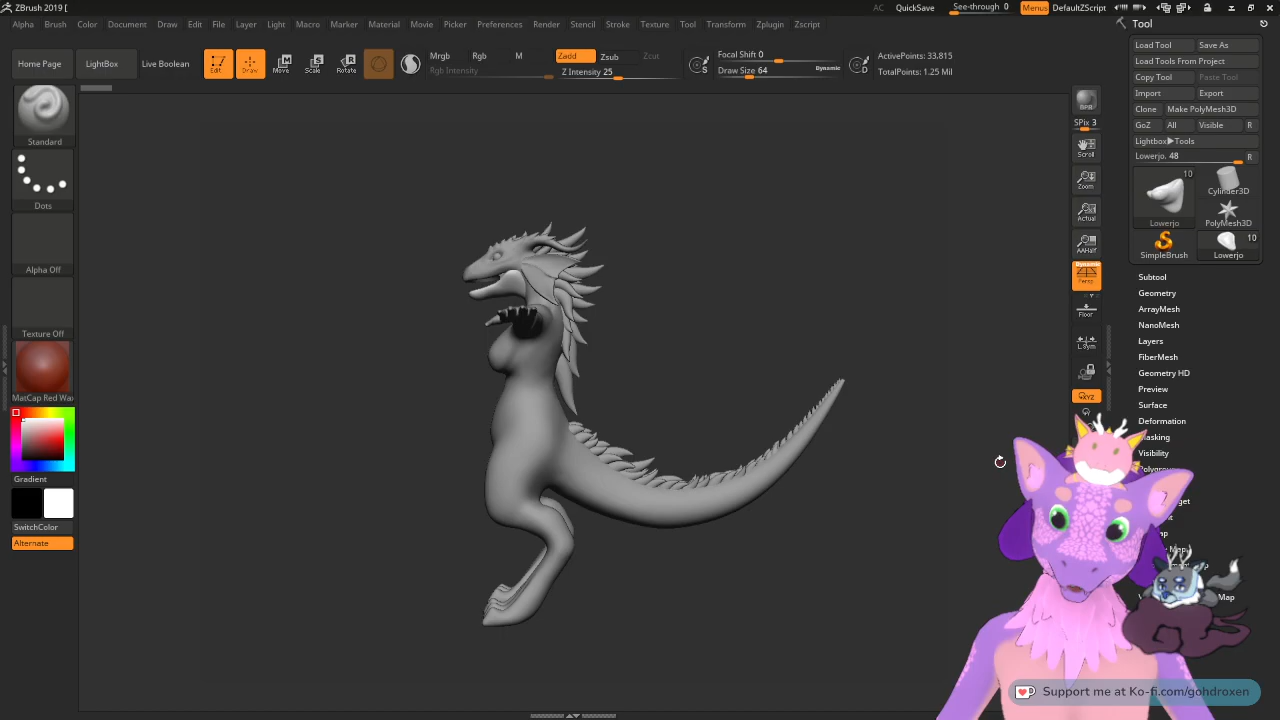 ZBrush 2019 [
AC QuickSave See-through 0 Menus DefaultZScript
Alpha Brush Color Document Draw Edit File Layer Light Macro Marker Material Movie Picker Preferences Render Stencil Stroke Texture Tool Transform Zplugin Zscript
Home Page LightBox Live Boolean Edit Draw Move Scale Rotate
Mrgb Rgb M Zadd Zsub Zcut
Rgb Intensity Z Intensity 25
Focal Shift 0
Draw Size 64 Dynamic
ActivePoints: 33,815
TotalPoints: 1.25 Mil
Standard
Dots
Alpha Off
Texture Off
MatCap Red Wa
Gradient
SwitchColor
Alternate
BPR
SPix 3
Scroll
Zoom
Actual
AAHalf
Dynamic
Persp
Floor
L.Sym
XYZ
Tool
Load Tool Save As
Load Tools From Project
Copy Tool Paste Tool
Import Export
Clone Make PolyMesh3D
GoZ All Visible R
Lightbox▶Tools
Lowerjo. 48 R
10
Lowerjo
Cylinder3D
PolyMesh3D
SimpleBrush
10
Lowerjo
Subtool
Geometry
ArrayMesh
NanoMesh
Layers
FiberMesh
Geometry HD
Preview
Surface
Deformation
Masking
Visibility
Map
Support me at Ko-fi.com/gohdroxen